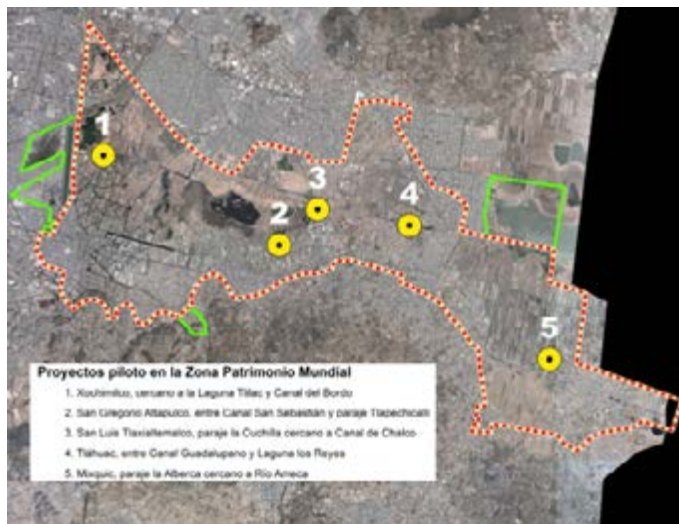 1
3
4
2
5
Proyectos piloto en la Zona Patrimonio Mundial
1. Xochimilco, cercano a la Laguna Tlilac y Canal del Bordo
2. San Gregorio Atlapulco, entre Canal San Sebastián y paraje Tlapechicalli
3. San Luis Tlaxialtemalco, paraje la Cuchilla cercano a Canal de Chalco
4. Tláhuac, entre Canal Guadalupano y Laguna los Reyes
5. Mixquic, paraje la Alberca cercano a Río Ameca